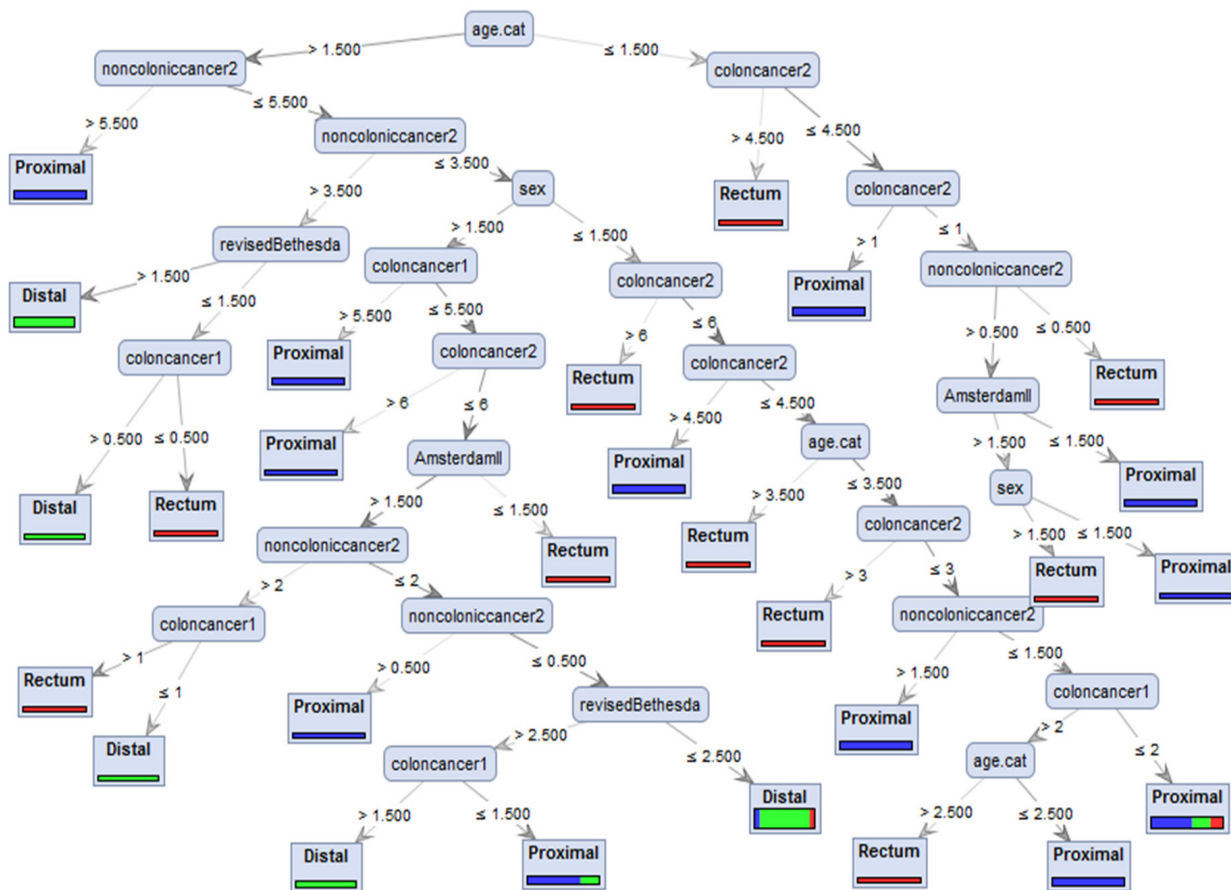 age.cat
> 1.500
≤ 1.500
noncoloniccancer2
coloncancer2
> 5.500
≤ 5.500
> 4.500
≤ 4.500
noncoloniccancer2
Proximal
≤ 3.500
> 3.500
sex
Rectum
coloncancer2
revisedBethesda
> 1.500
≤ 1.500
> 1
≤ 1
coloncancer1
coloncancer2
noncoloniccancer2
Distal
> 1.500
≤ 1.500
Proximal
> 5.500
≤ 5.500
> 6
≤ 6
> 0.500
≤ 0.500
coloncancer1
Proximal
coloncancer2
Rectum
coloncancer2
AmsterdamII
Rectum
> 0.500
≤ 0.500
> 6
≤ 6
> 4.500
≤ 4.500
> 1.500
≤ 1.500
Proximal
AmsterdamII
Proximal
age.cat
sex
Proximal
Distal
Rectum
> 1.500
≤ 1.500
> 3.500
≤ 3.500
> 1.500
≤ 1.500
noncoloniccancer2
Rectum
Rectum
coloncancer2
Rectum
Proximal
> 2
≤ 2
> 3
≤ 3
coloncancer1
noncoloniccancer2
Rectum
noncoloniccancer2
> 1
≤ 1
> 0.500
≤ 0.500
> 1.500
≤ 1.500
Rectum
Distal
Proximal
revisedBethesda
Proximal
coloncancer1
> 2.500
≤ 2.500
> 2
≤ 2
coloncancer1
Distal
age.cat
Proximal
> 1.500
≤ 1.500
> 2.500
≤ 2.500
Distal
Proximal
Rectum
Proximal